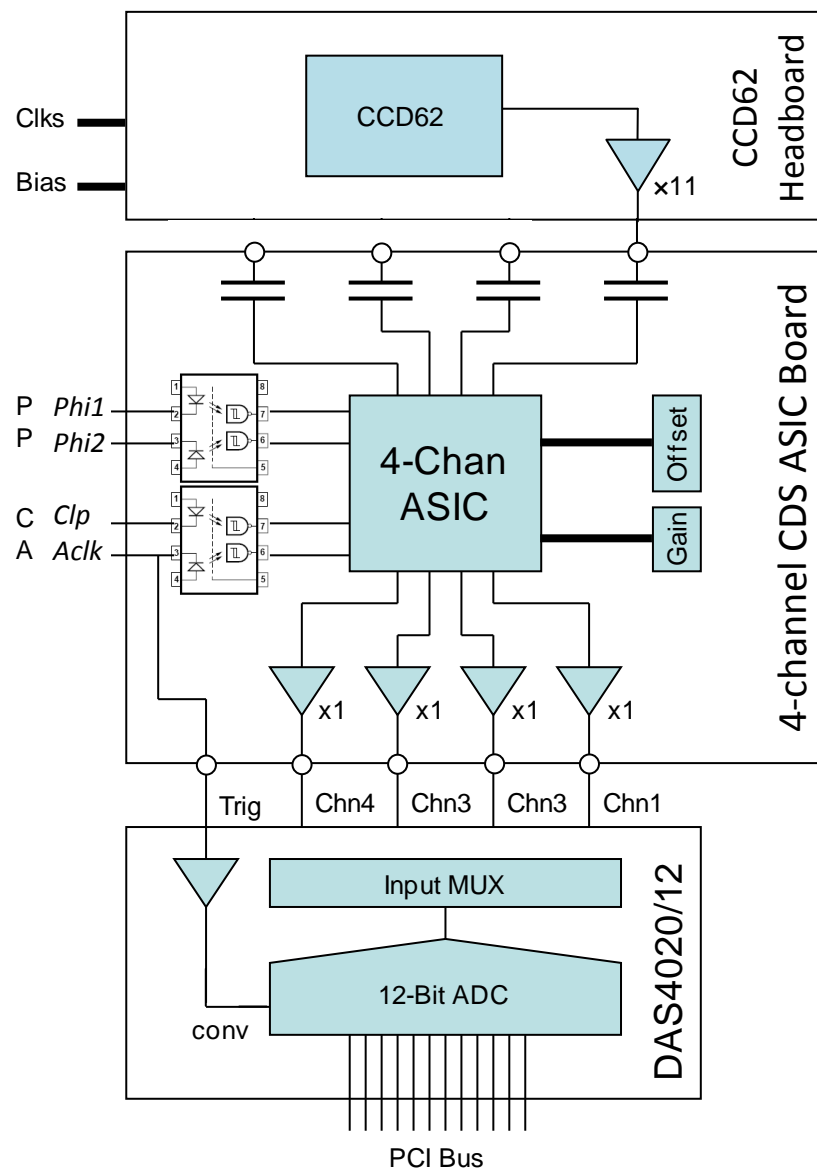 CCD62
×11
CCD62
Headboard
Clks
Bias
1
2
3
4
8
7
6
5
P Phi1
P Phi2
1
2
3
4
8
7
6
5
C Clp
A Aclk
4-Chan
ASIC
Offset
Gain
4-channel CDS ASIC Board
x1
x1
x1
x1
Trig
Chn4
Chn3
Chn3
Chn1
Input MUX
12-Bit ADC
conv
DAS4020/12
PCI Bus